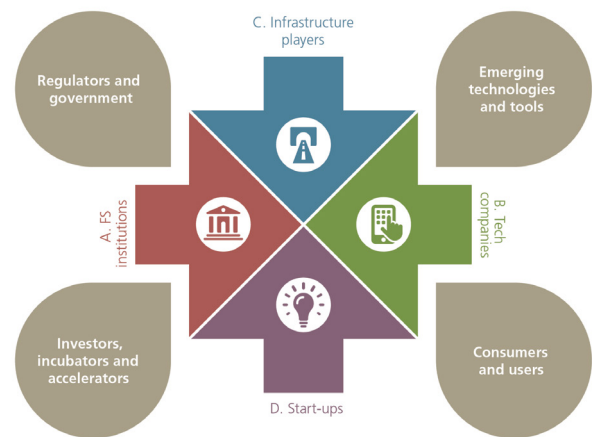 C. Infrastructure
players
Regulators and
government
Emerging
technologies
and tools
A. FS
institutions
B. Tech
companies
Investors,
incubators and
accelerators
Consumers
and users
D. Start-ups